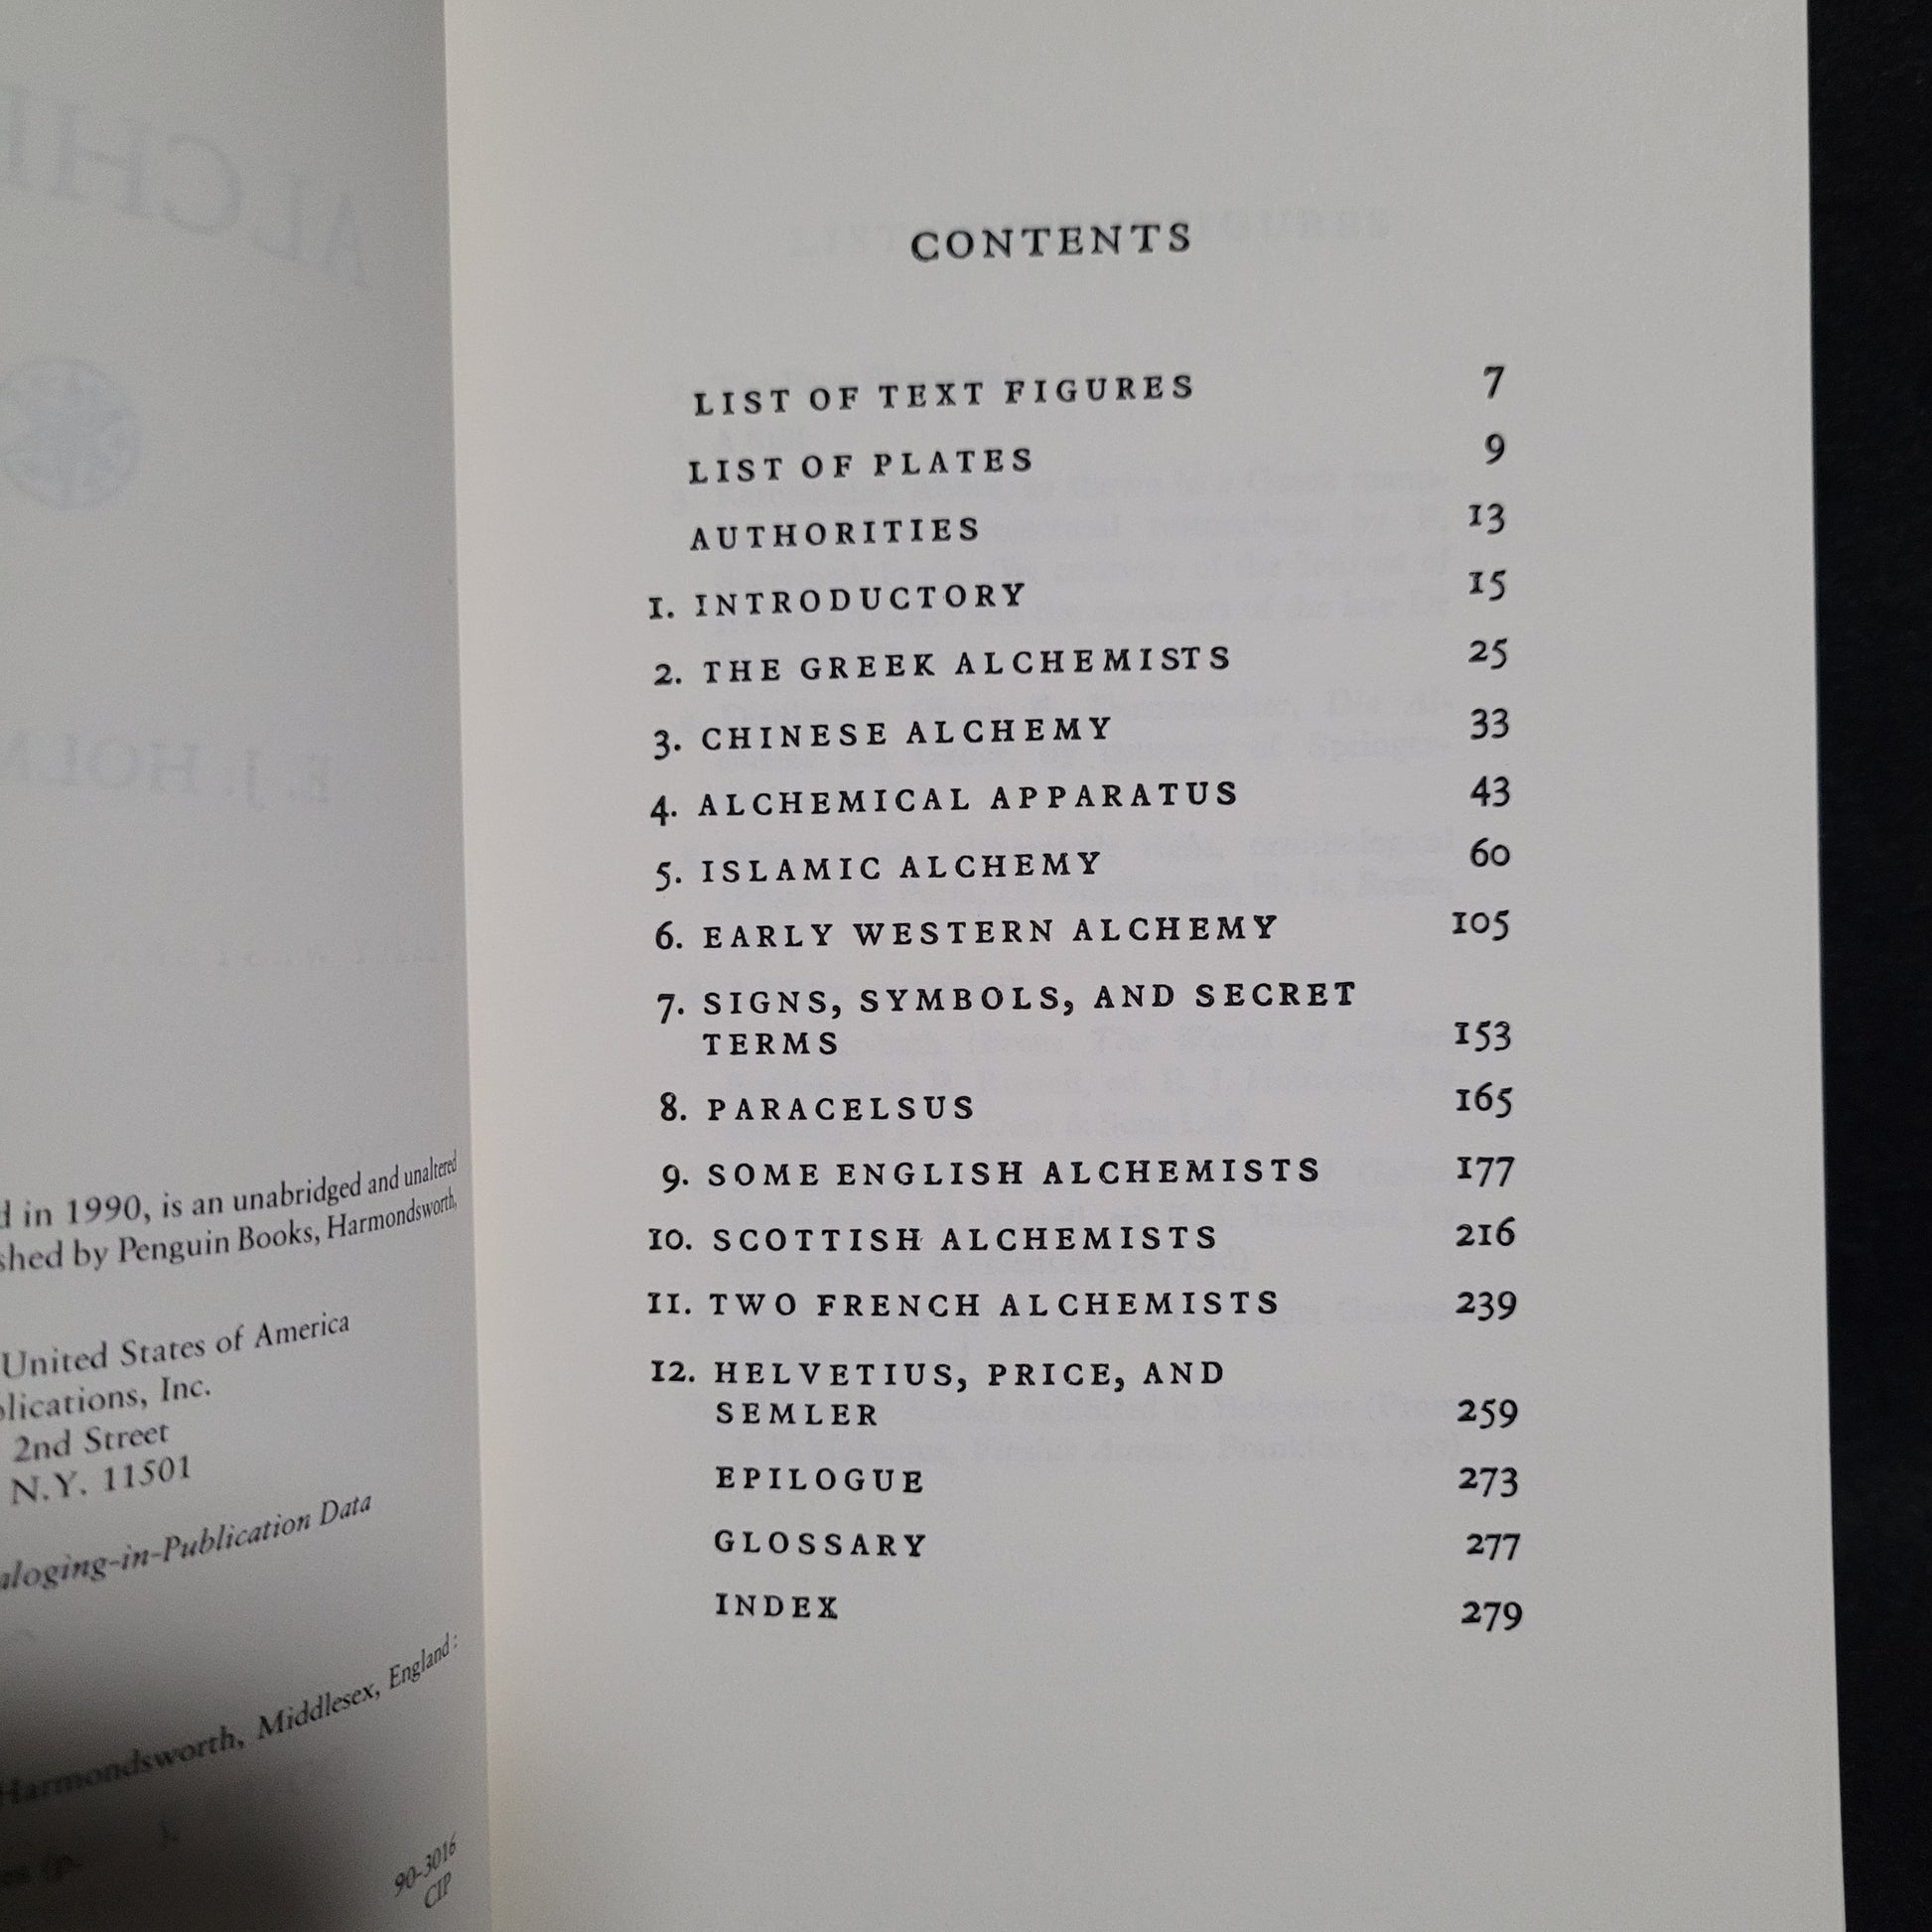 d in 1990, is an unabridged and unaltered
shed by Penguin Books, Harmondsworth,
United States of America
blications, Inc.
2nd Street
N.Y. 11501
aloging-in-Publication Data
Harmondsworth, Middlesex, England :
90-3016
CIP
CONTENTS
LIST OF TEXT FIGURES 7
LIST OF PLATES 9
AUTHORITIES 13
1. INTRODUCTORY 15
2. THE GREEK ALCHEMISTS 25
3. CHINESE ALCHEMY 33
4. ALCHEMICAL APPARATUS 43
5. ISLAMIC ALCHEMY 60
6. EARLY WESTERN ALCHEMY 105
7. SIGNS, SYMBOLS, AND SECRET
TERMS 153
8. PARACELSUS 165
9. SOME ENGLISH ALCHEMISTS 177
10. SCOTTISH ALCHEMISTS 216
11. TWO FRENCH ALCHEMISTS 239
12. HELVETIUS, PRICE, AND
SEMLER 259
EPILOGUE 273
GLOSSARY 277
INDEX 279